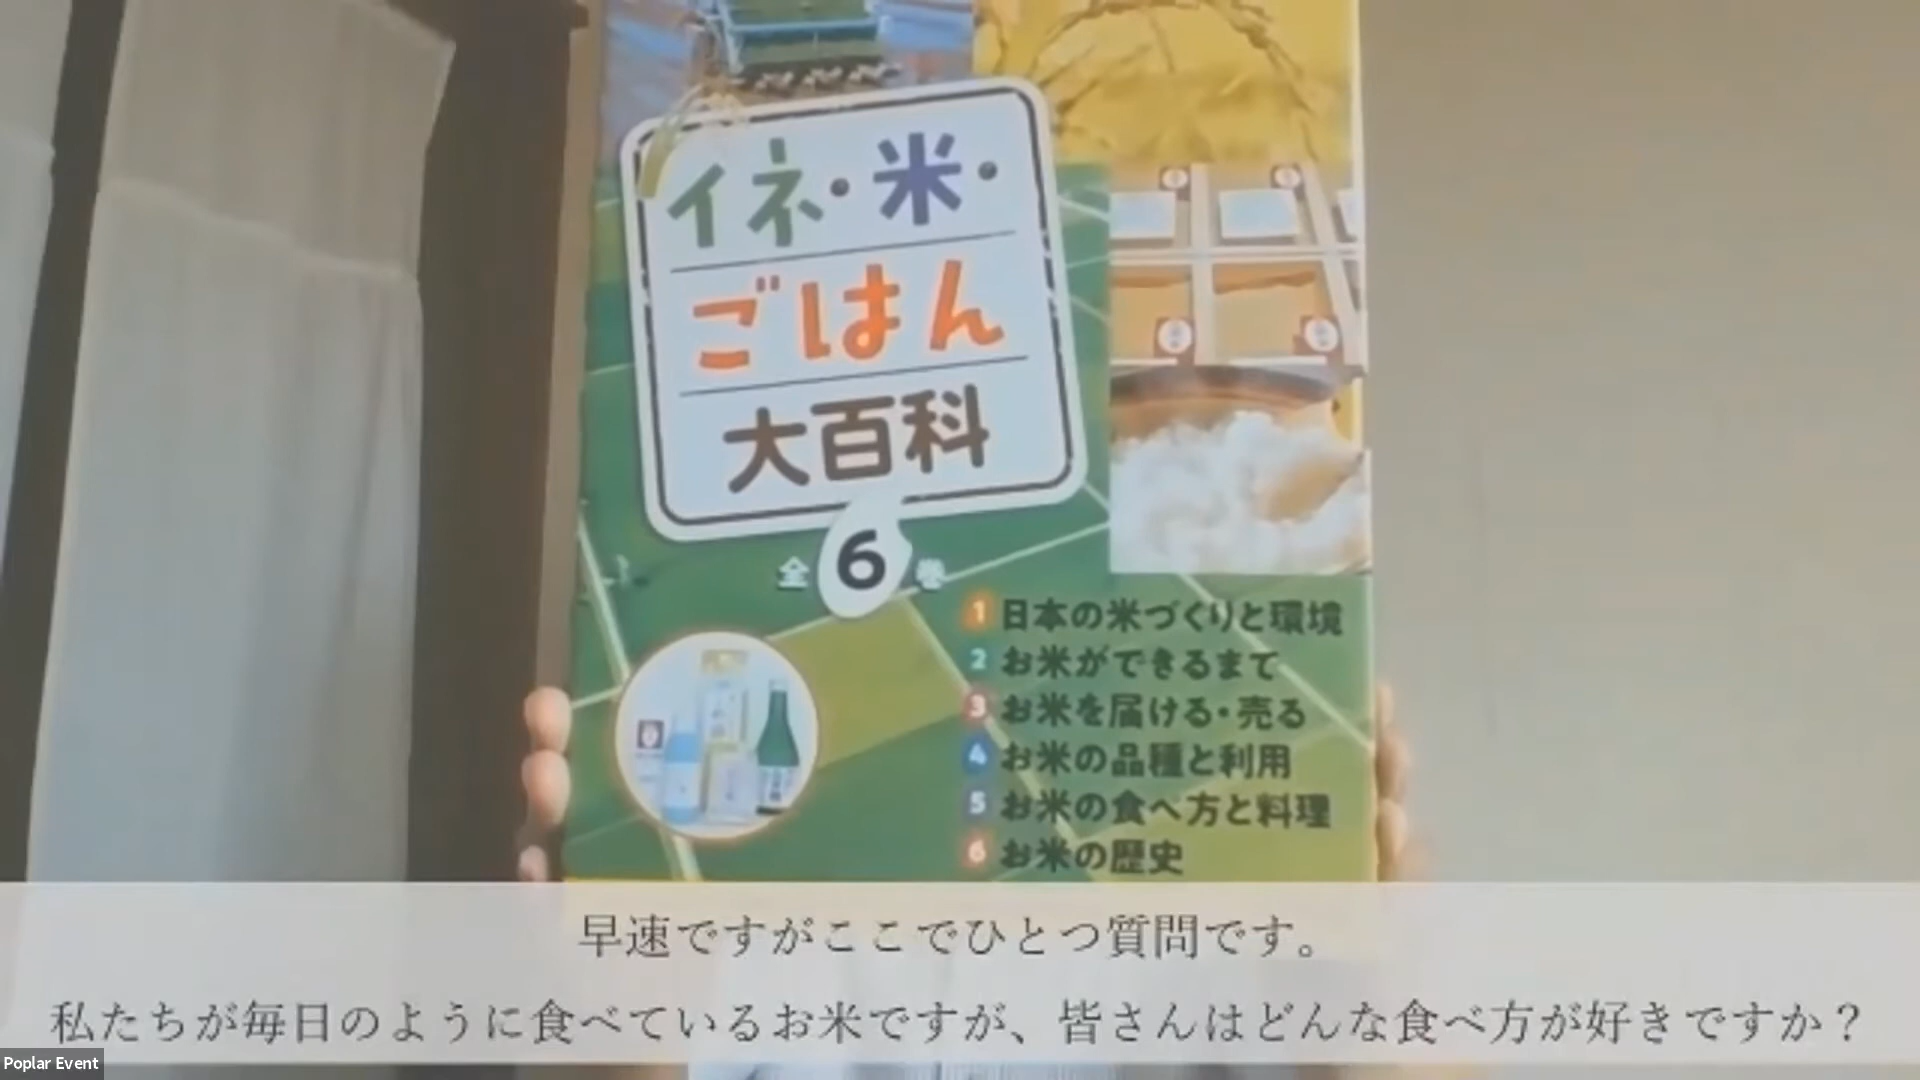 イネ・米・
ごはん
大百科
全6巻
1 日本の米づくりと環境
2 お米ができるまで
3 お米を届ける・売る
4 お米の品種と利用
5 お米の食べ方と料理
6 お米の歴史
早速ですがここでひとつ質問です。
私たちが毎日のように食べているお米ですが、皆さんはどんな食べ方が好きですか？
Poplar Event